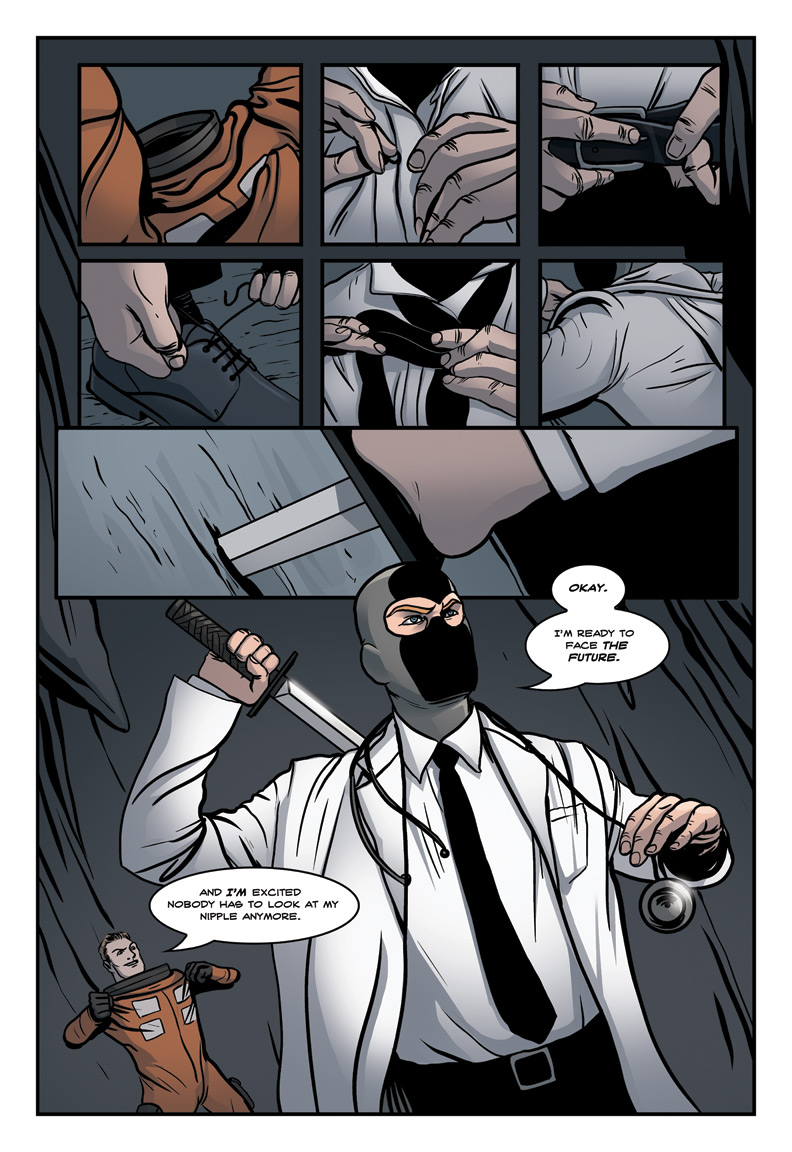 OKAY.
I'M READY TO
FACE THE
FUTURE.
AND I'M EXCITED
NOBODY HAS TO LOOK AT MY
NIPPLE ANYMORE.